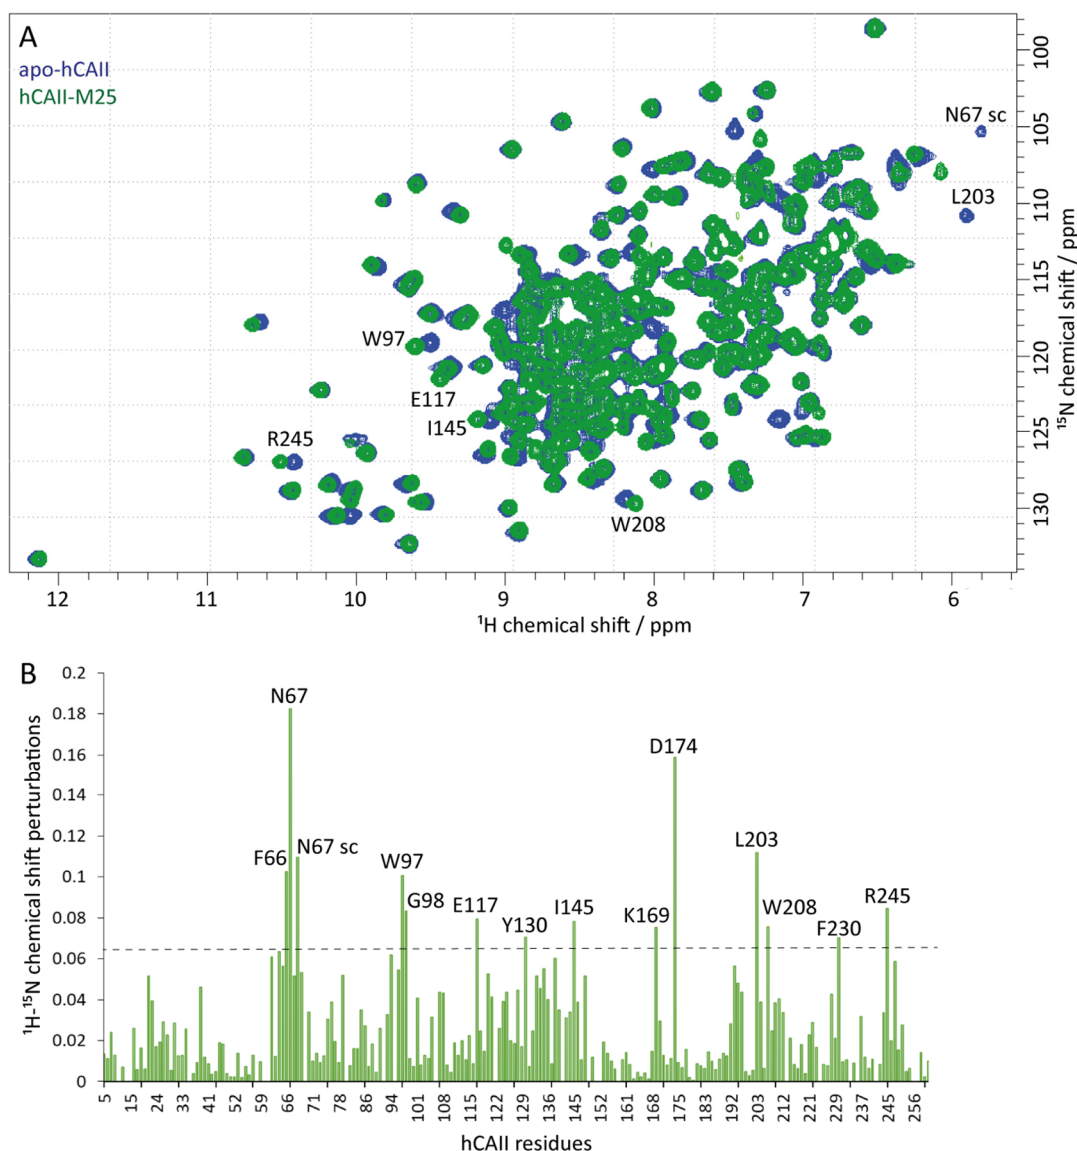 A
apo-hCAII
hCAII-M25
N67 sc
L203
W97
E117
I145
R245
W208
100
105
110
115
120
125
130
¹⁵N chemical shift / ppm
12 11 10 9 8 7 6
¹H chemical shift / ppm
B
0.2
0.18
0.16
0.14
0.12
0.1
0.08
0.06
0.04
0.02
0
¹H-¹⁵N chemical shift perturbations
N67
F66
N67 sc
W97
G98
E117
Y130
I145
K169
D174
L203
W208
F230
R245
5 15 24 33 41 52 59 66 71 78 85 94 101 108 115 122 129 136 145 152 161 168 175 183 192 203 212 221 229 237 245 256
hCAII residues